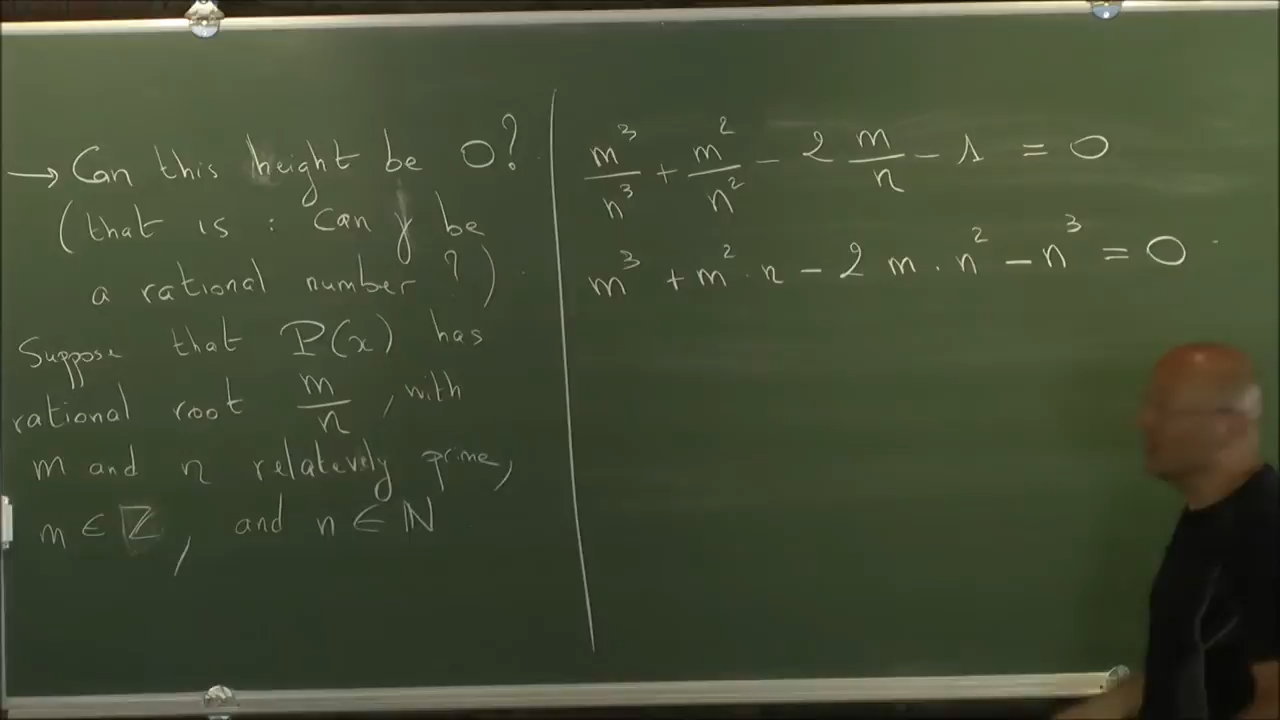 → Can this height be 0?
(that is : can γ be
a rational number ?)
Suppose that P(x) has
rational root m/n , with
m and n relatively prime,
m ∈ ℤ, and n ∈ ℕ
m³/n³ + m²/n² - 2 m/n - 1 = 0
m³ + m² · n - 2 m · n² - n³ = 0